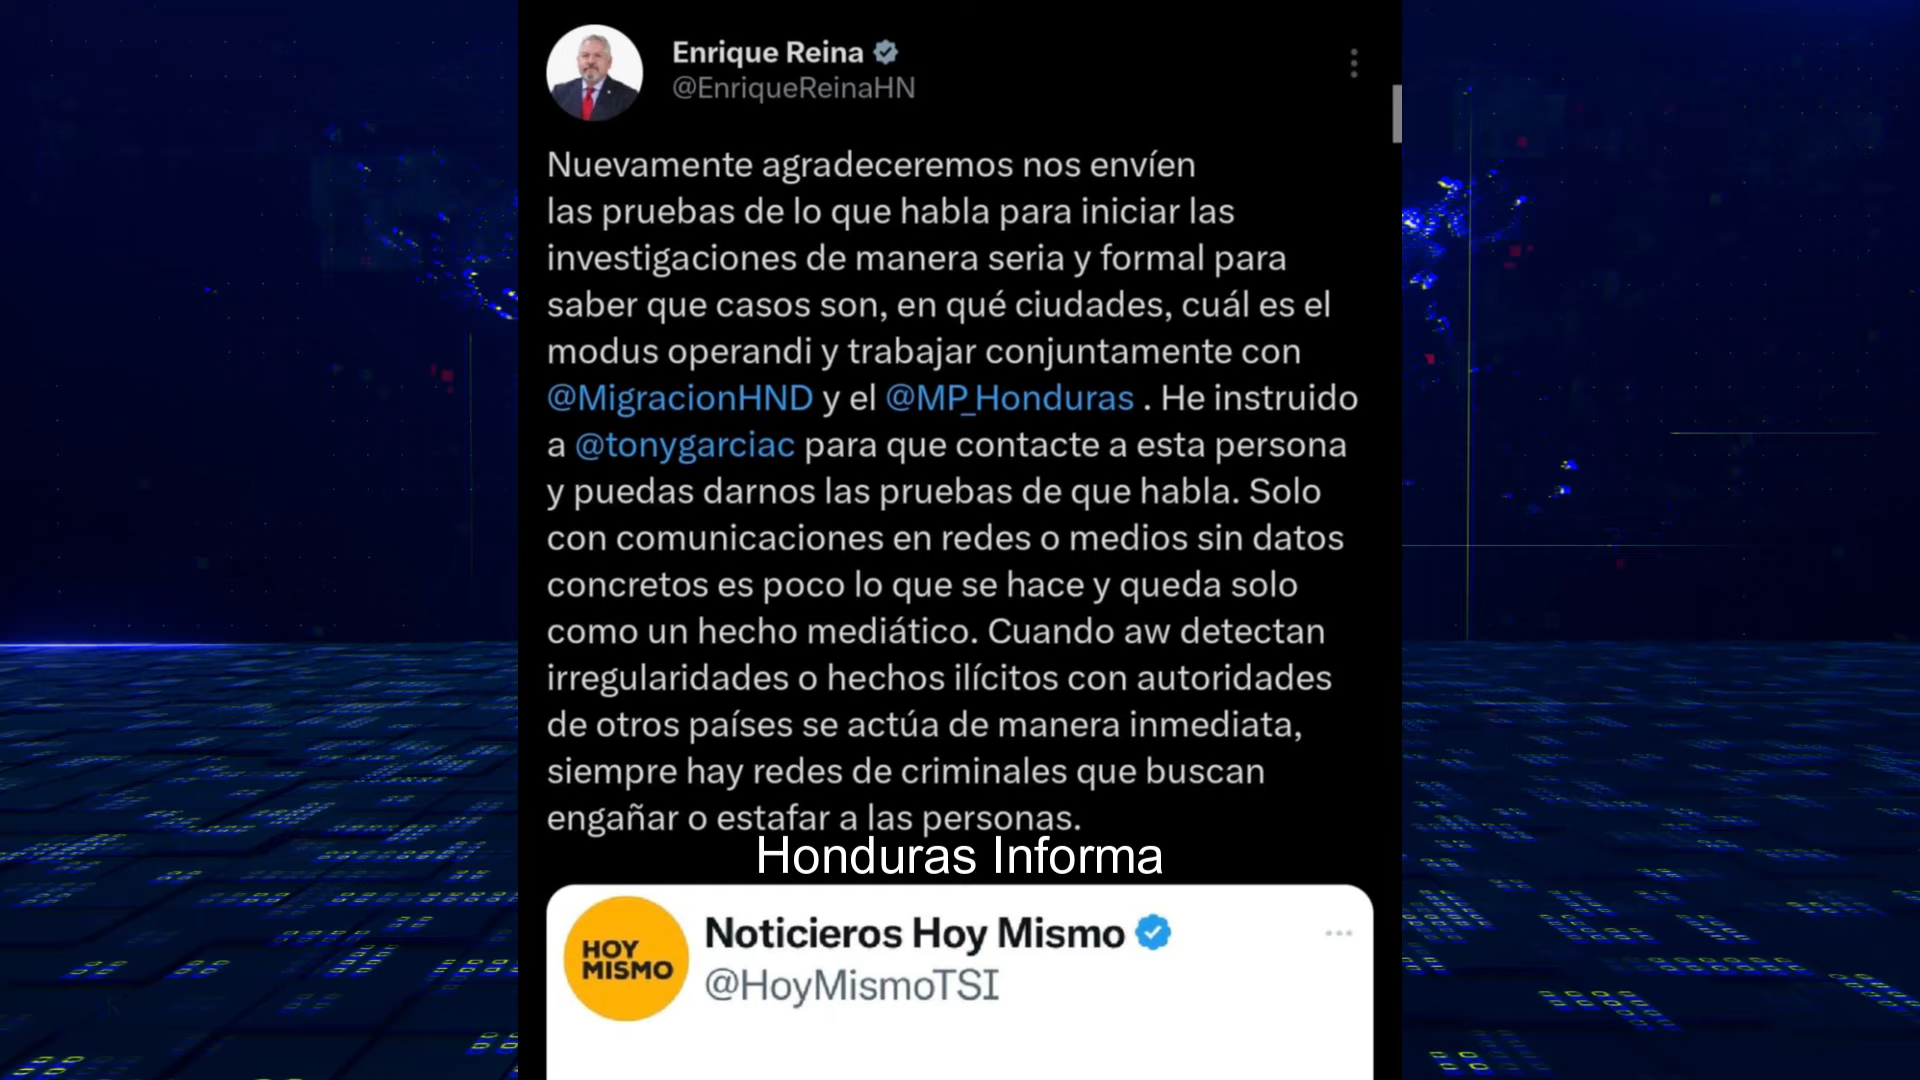 Enrique Reina
@EnriqueReinaHN
Nuevamente agradeceremos nos envíen
las pruebas de lo que habla para iniciar las
investigaciones de manera seria y formal para
saber que casos son, en qué ciudades, cuál es el
modus operandi y trabajar conjuntamente con
@MigracionHND y el @MP_Honduras . He instruido
a @tonygarciac para que contacte a esta persona
y puedas darnos las pruebas de que habla. Solo
con comunicaciones en redes o medios sin datos
concretos es poco lo que se hace y queda solo
como un hecho mediático. Cuando aw detectan
irregularidades o hechos ilícitos con autoridades
de otros países se actúa de manera inmediata,
siempre hay redes de criminales que buscan
engañar o estafar a las personas.
Honduras Informa
HOY
MISMO
Noticieros Hoy Mismo
@HoyMismoTSI